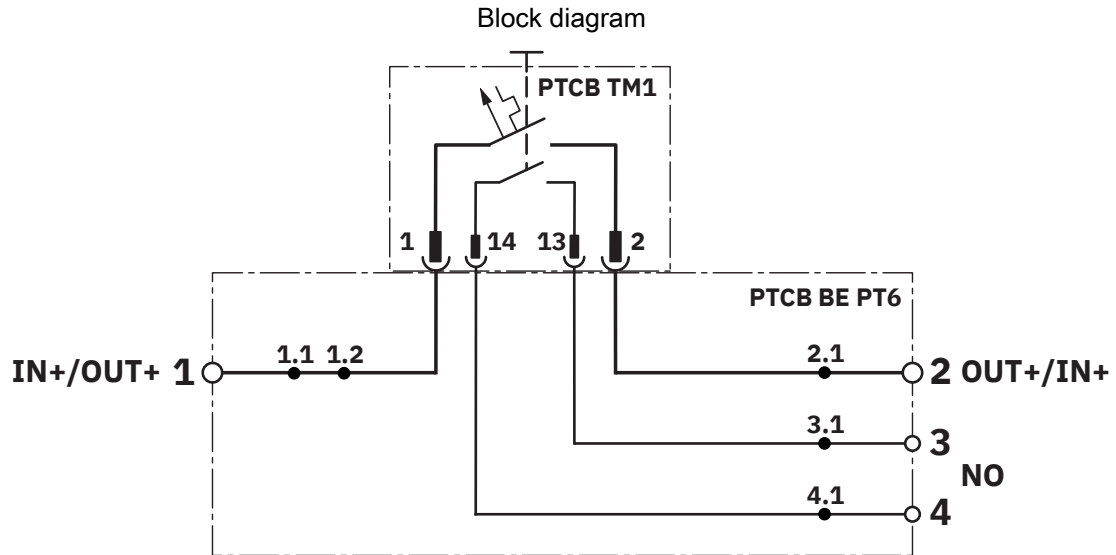 Block diagram
PTCB TM1
1 14 13 2
PTCB BE PT6
IN+/OUT+ 1 1.1 1.2 2.1 2 OUT+/IN+
3.1 3
NO
4.1 4